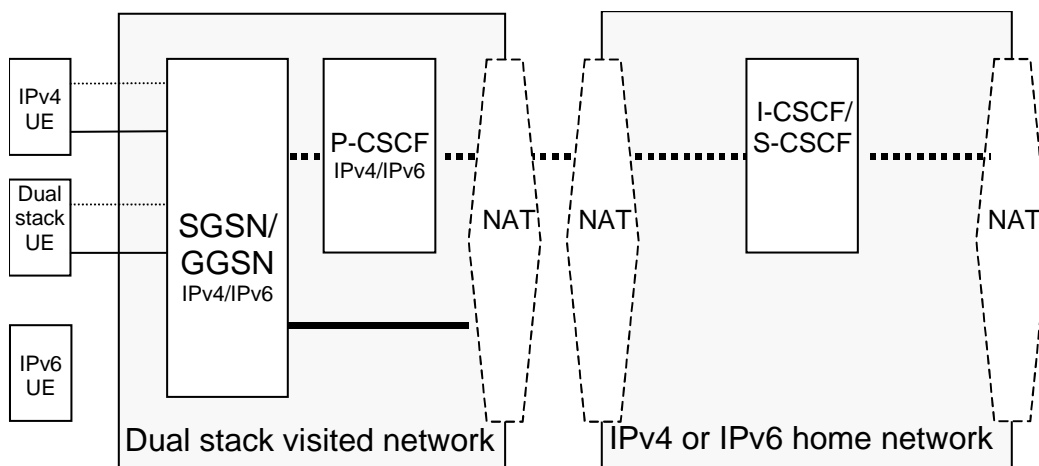 IPv4
UE
Dual
stack
UE
IPv6
UE
SGSN/
GGSN
IPv4/IPv6
P-CSCF
IPv4/IPv6
NAT
NAT
I-CSCF/
S-CSCF
NAT
Dual stack visited network
IPv4 or IPv6 home network